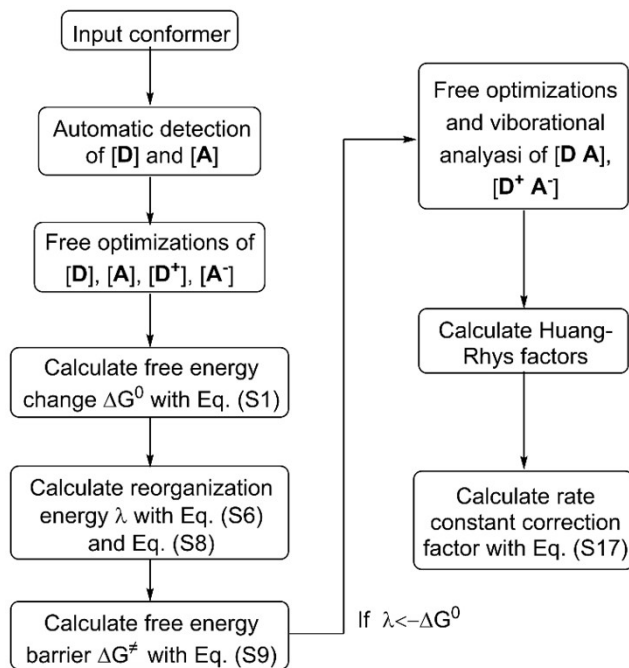 Input conformer
Automatic detection
of [D] and [A]
Free optimizations of
[D], [A], [D⁺], [A⁻]
Calculate free energy
change ΔG⁰ with Eq. (S1)
Calculate reorganization
energy λ with Eq. (S6)
and Eq. (S8)
Calculate free energy
barrier ΔG≠ with Eq. (S9)
If λ<−ΔG⁰
Free optimizations
and viborational
analyasi of [D A],
[D⁺ A⁻]
Calculate Huang-
Rhys factors
Calculate rate
constant correction
factor with Eq. (S17)